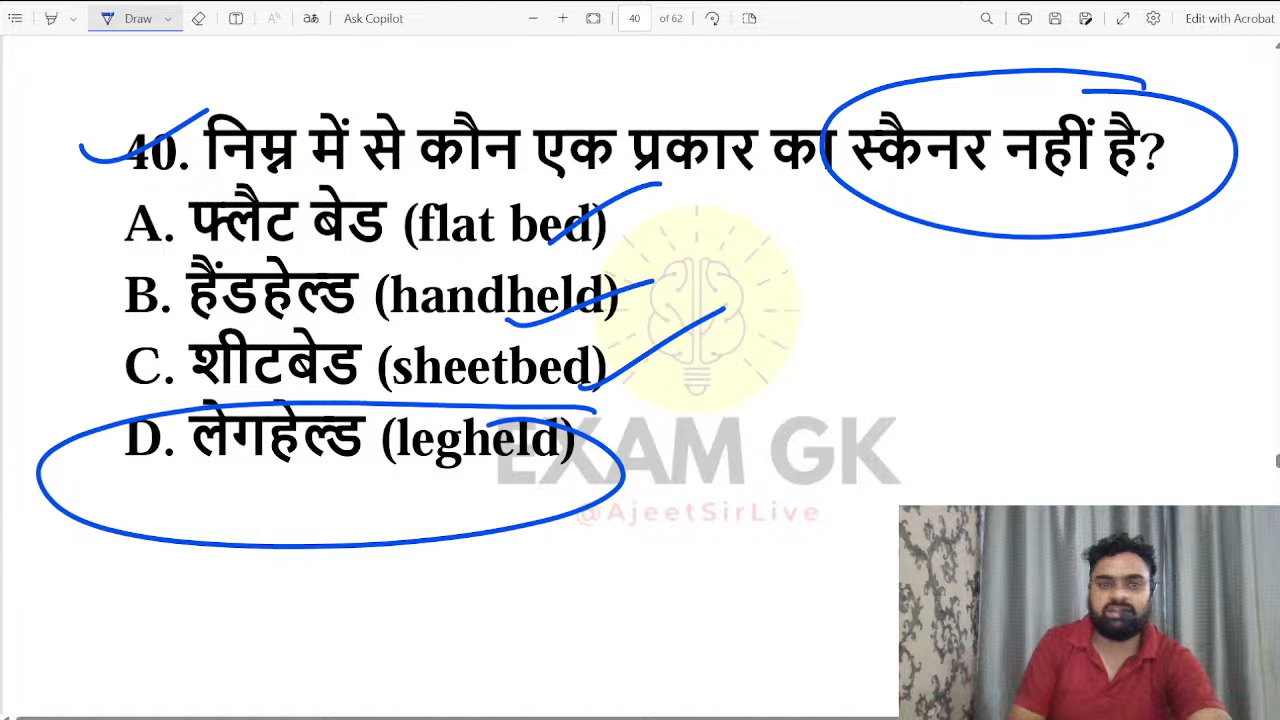 Draw
Ask Copilot
40 of 62
Edit with Acrobat
40. निम्न में से कौन एक प्रकार का स्कैनर नहीं है?
A. फ्लैट बेड (flat bed)
B. हैंडहेल्ड (handheld)
C. शीटबेड (sheetbed)
D. लेगहेल्ड (legheld)
EXAM GK
@AjeetSirLive